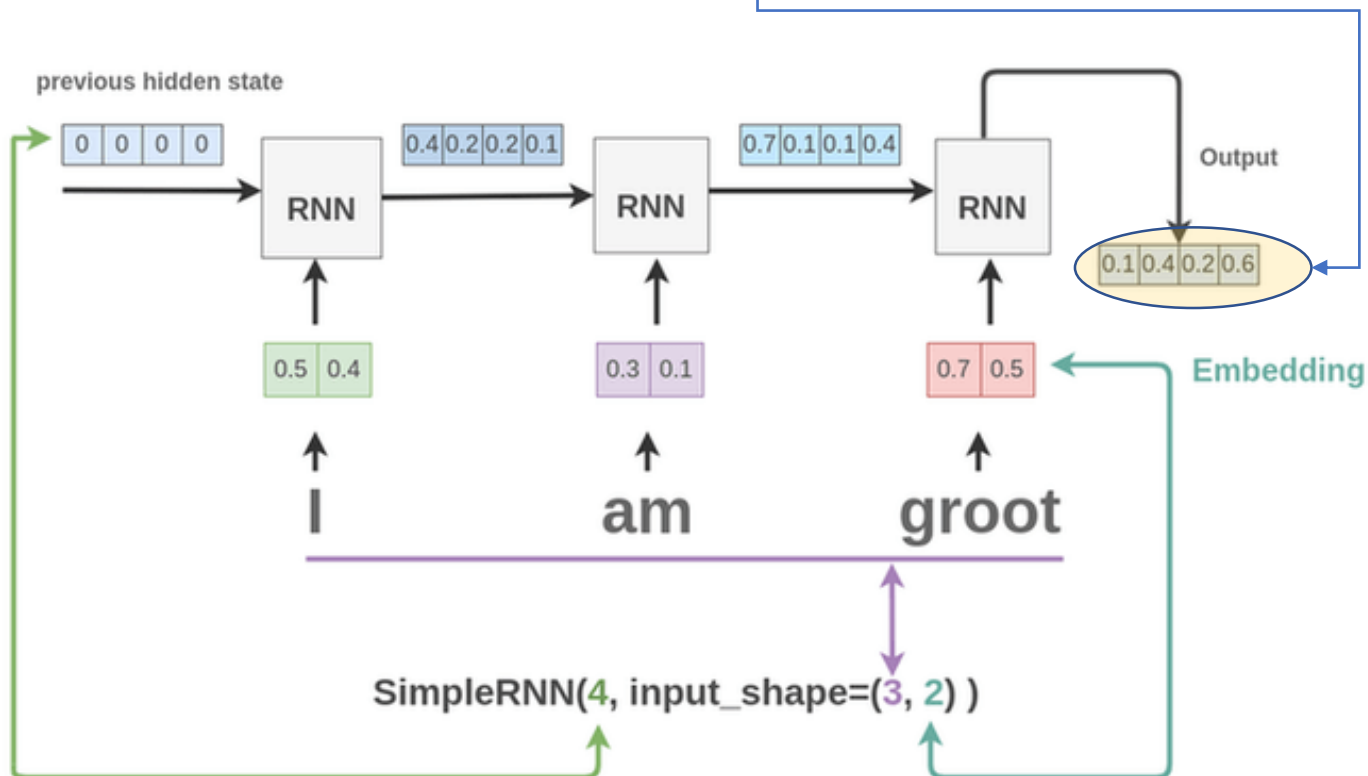 previous hidden state
0 0 0 0
0.4 0.2 0.2 0.1
0.7 0.1 0.1 0.4
RNN
RNN
RNN
Output
0.1 0.4 0.2 0.6
0.5 0.4
0.3 0.1
0.7 0.5
Embedding
I
am
groot
SimpleRNN(4, input_shape=(3, 2) )